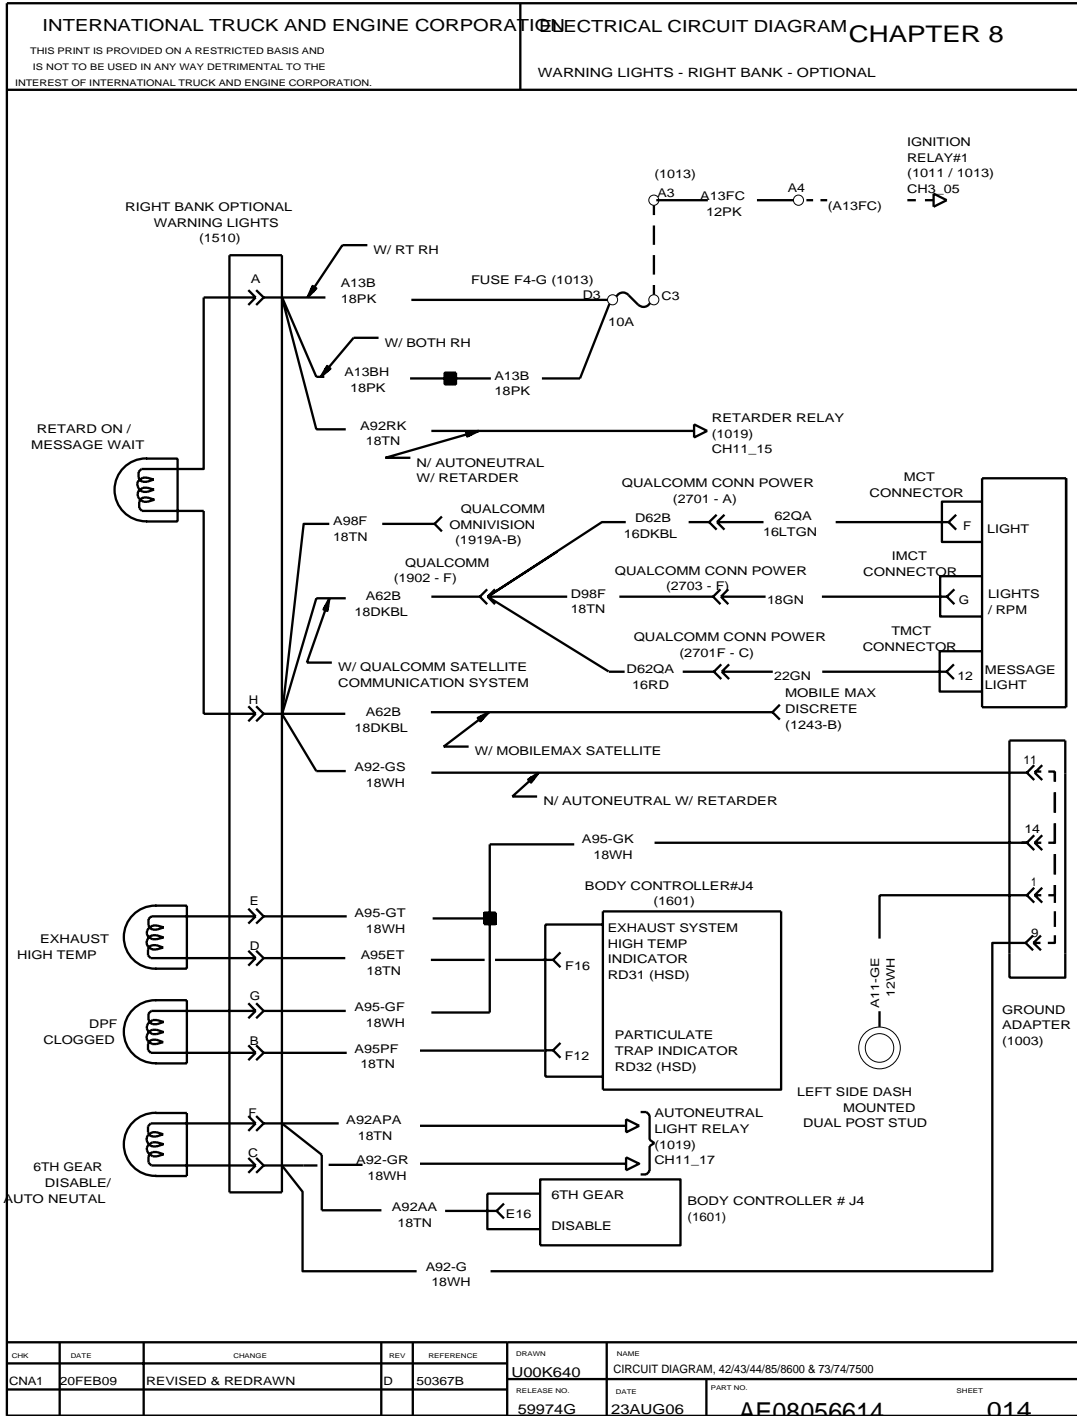 INTERNATIONAL TRUCK AND ENGINE CORPORATION
THIS PRINT IS PROVIDED ON A RESTRICTED BASIS AND
IS NOT TO BE USED IN ANY WAY DETRIMENTAL TO THE
INTEREST OF INTERNATIONAL TRUCK AND ENGINE CORPORATION.
ELECTRICAL CIRCUIT DIAGRAM
CHAPTER 8
WARNING LIGHTS - RIGHT BANK - OPTIONAL
IGNITION
RELAY#1
(1011 / 1013)
CH3_05
(1013)
A3
A13FC
12PK
A4
(A13FC)
RIGHT BANK OPTIONAL
WARNING LIGHTS
(1510)
W/ RT RH
A
A13B
18PK
FUSE F4-G (1013)
D3
C3
10A
W/ BOTH RH
A13BH
18PK
A13B
18PK
RETARD ON /
MESSAGE WAIT
A92RK
18TN
RETARDER RELAY
(1019)
CH11_15
N/ AUTONEUTRAL
W/ RETARDER
A98F
18TN
QUALCOMM
OMNIVISION
(1919A-B)
QUALCOMM CONN POWER
(2701 - A)
D62B
16DKBL
62QA
16LTGN
MCT
CONNECTOR
F
LIGHT
QUALCOMM
(1902 - F)
A62B
18DKBL
QUALCOMM CONN POWER
(2703 - F)
D98F
18TN
18GN
IMCT
CONNECTOR
G
LIGHTS
/ RPM
W/ QUALCOMM SATELLITE
COMMUNICATION SYSTEM
QUALCOMM CONN POWER
(2701F - C)
D62QA
16RD
22GN
TMCT
CONNECTOR
12
MESSAGE
LIGHT
H
A62B
18DKBL
MOBILE MAX
DISCRETE
(1243-B)
W/ MOBILEMAX SATELLITE
A92-GS
18WH
11
N/ AUTONEUTRAL W/ RETARDER
A95-GK
18WH
14
BODY CONTROLLER#J4
(1601)
1
EXHAUST
HIGH TEMP
E
A95-GT
18WH
D
A95ET
18TN
F16
EXHAUST SYSTEM
HIGH TEMP
INDICATOR
RD31 (HSD)
9
A11-GE
12WH
GROUND
ADAPTER
(1003)
DPF
CLOGGED
G
A95-GF
18WH
B
A95PF
18TN
F12
PARTICULATE
TRAP INDICATOR
RD32 (HSD)
LEFT SIDE DASH
MOUNTED
DUAL POST STUD
6TH GEAR
DISABLE/
AUTO NEUTAL
F
A92APA
18TN
C
A92-GR
18WH
AUTONEUTRAL
LIGHT RELAY
(1019)
CH11_17
A92AA
18TN
E16
6TH GEAR
DISABLE
BODY CONTROLLER # J4
(1601)
A92-G
18WH
CHK DATE CHANGE REV REFERENCE
CNA1 20FEB09 REVISED & REDRAWN D 50367B
DRAWN
U00K640
NAME
CIRCUIT DIAGRAM, 42/43/44/85/8600 & 73/74/7500
RELEASE NO.
59974G
DATE
23AUG06
PART NO.
AE08056614
SHEET
014